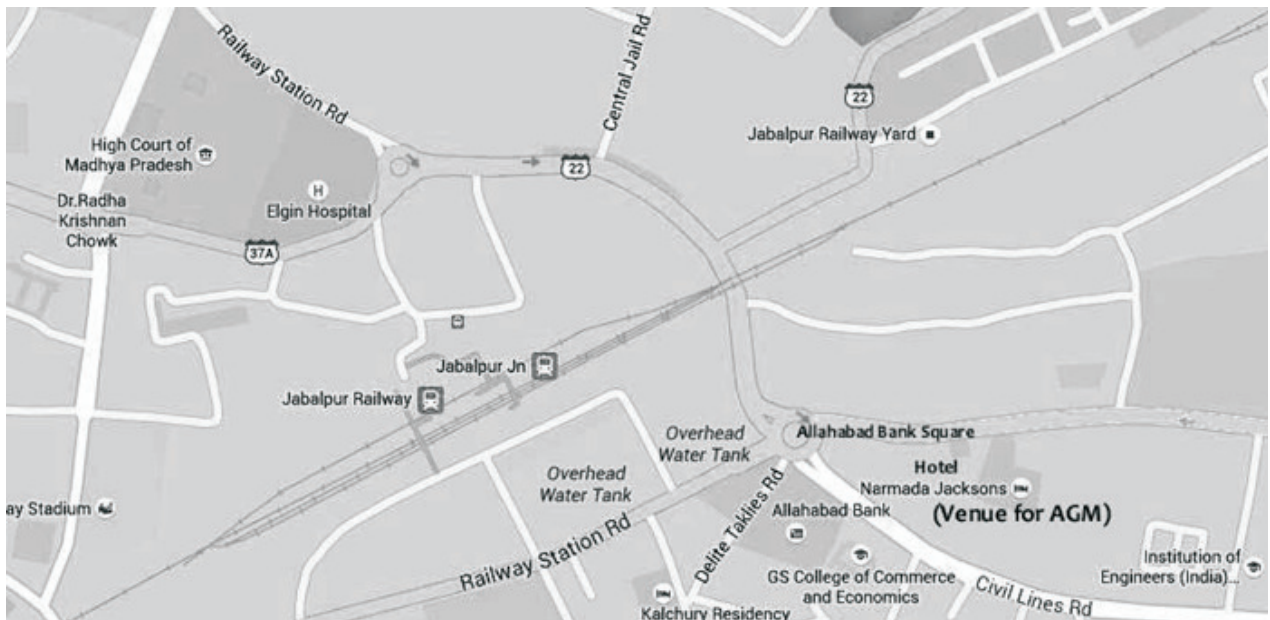 Railway Station Rd
Central Jail Rd
22
Jabalpur Railway Yard
High Court of
Madhya Pradesh
22
H
Elgin Hospital
Dr.Radha
Krishnan
Chowk
37A
Jabalpur Jn
Jabalpur Railway
Overhead
Water Tank
Allahabad Bank Square
Overhead
Water Tank
Hotel
Narmada Jacksons
(Venue for AGM)
ay Stadium
Allahabad Bank
Delite Taklies Rd
Railway Station Rd
GS College of Commerce
and Economics
Institution of
Engineers (India)...
Civil Lines Rd
Kalchury Residency